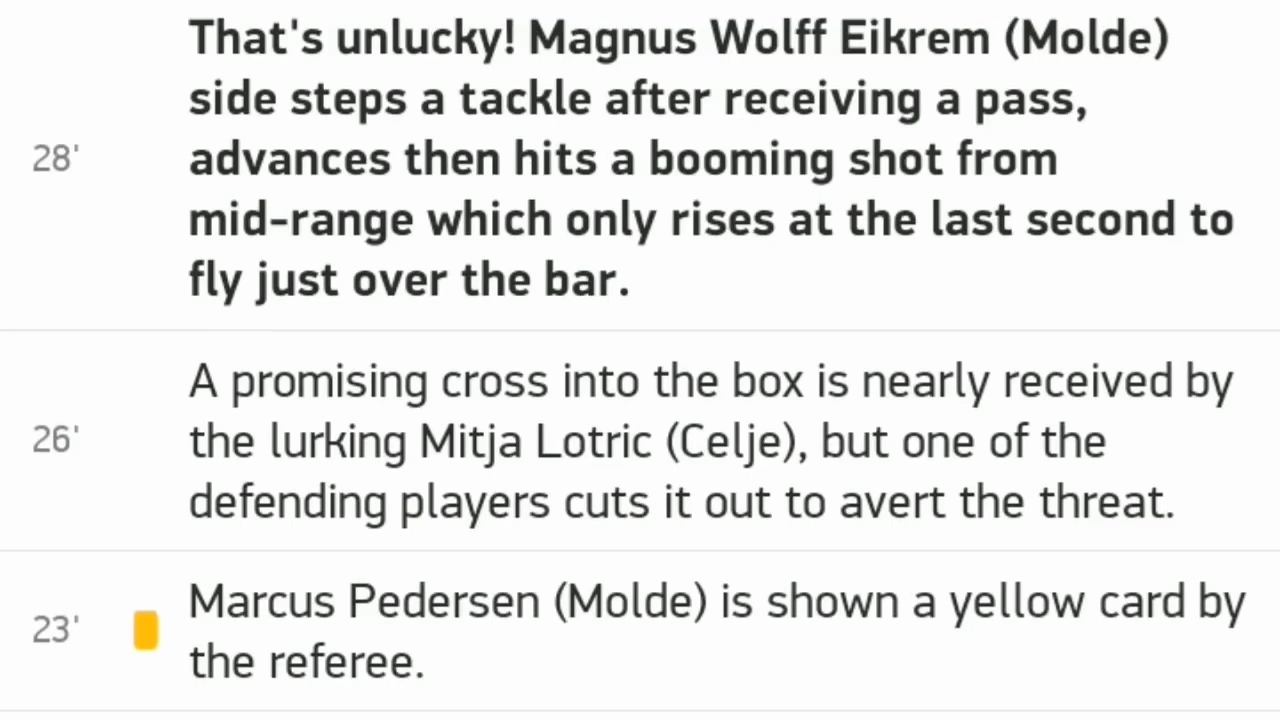 That's unlucky! Magnus Wolff Eikrem (Molde)
side steps a tackle after receiving a pass,
28'
advances then hits a booming shot from
mid-range which only rises at the last second to
fly just over the bar.
A promising cross into the box is nearly received by
26'
the lurking Mitja Lotric (Celje), but one of the
defending players cuts it out to avert the threat.
23'
Marcus Pedersen (Molde) is shown a yellow card by
the referee.